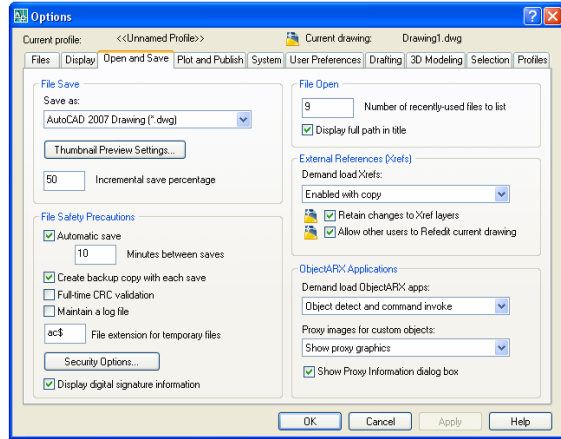 Options
Current profile: <<Unnamed Profile>> Current drawing: Drawing1.dwg
Files Display Open and Save Plot and Publish System User Preferences Drafting 3D Modeling Selection Profiles
File Save
Save as:
AutoCAD 2007 Drawing (*.dwg)
Thumbnail Preview Settings...
50 Incremental save percentage
File Safety Precautions
Automatic save
10 Minutes between saves
Create backup copy with each save
Full-time CRC validation
Maintain a log file
ac$ File extension for temporary files
Security Options...
Display digital signature information
File Open
9 Number of recently-used files to list
Display full path in title
External References (Xrefs)
Demand load Xrefs:
Enabled with copy
Retain changes to Xref layers
Allow other users to Refedit current drawing
ObjectARX Applications
Demand load ObjectARX apps:
Object detect and command invoke
Proxy images for custom objects:
Show proxy graphics
Show Proxy Information dialog box
OK Cancel Apply Help